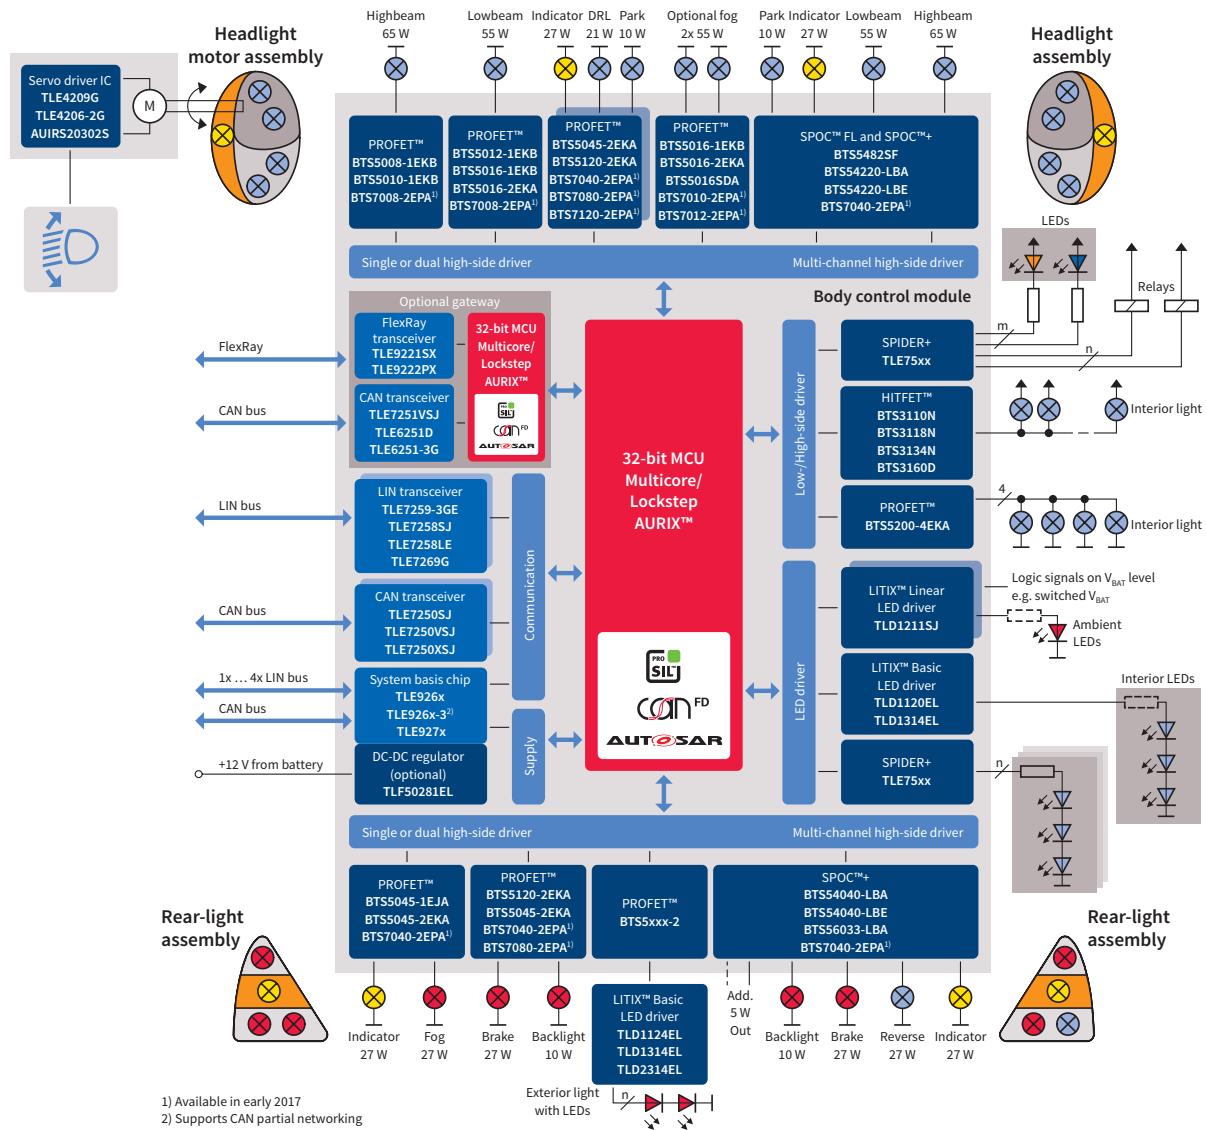 Highbeam
65 W
Lowbeam
55 W
Indicator
27 W
DRL
21 W
Park
10 W
Optional fog
2x 55 W
Park
10 W
Indicator
27 W
Lowbeam
55 W
Highbeam
65 W
Headlight
motor assembly
Headlight
assembly
Servo driver IC
TLE4209G
TLE4206-2G
AUIRS20302S
M
PROFET™
BTS5008-1EKB
BTS5010-1EKB
BTS7008-2EPA1)
PROFET™
BTS5012-1EKB
BTS5016-1EKB
BTS5016-2EKA
BTS7008-2EPA1)
PROFET™
BTS5045-2EKA
BTS5120-2EKA
BTS7040-2EPA1)
BTS7080-2EPA1)
BTS7120-2EPA1)
PROFET™
BTS5016-1EKB
BTS5016-2EKA
BTS5016SDA
BTS7010-2EPA1)
BTS7012-2EPA1)
SPOC™ FL and SPOC™+
BTS5482SF
BTS54220-LBA
BTS54220-LBE
BTS7040-2EPA1)
Single or dual high-side driver
Multi-channel high-side driver
LEDs
Relays
m
n
Body control module
Optional gateway
FlexRay
transceiver
TLE9221SX
TLE9222PX
CAN transceiver
TLE7251VSJ
TLE6251D
TLE6251-3G
32-bit MCU
Multicore/
Lockstep
AURIX™
PRO
SIL
CAN FD
AUTOSAR
FlexRay
CAN bus
LIN bus
CAN bus
1x … 4x LIN bus
CAN bus
+12 V from battery
LIN transceiver
TLE7259-3GE
TLE7258SJ
TLE7258LE
TLE7269G
CAN transceiver
TLE7250SJ
TLE7250VSJ
TLE7250XSJ
System basis chip
TLE926x
TLE926x-32)
TLE927x
DC-DC regulator
(optional)
TLF50281EL
Communication
Supply
32-bit MCU
Multicore/
Lockstep
AURIX™
PRO
SIL
CAN FD
AUTOSAR
Low-/High-side driver
LED driver
SPIDER+
TLE75xx
HITFET™
BTS3110N
BTS3118N
BTS3134N
BTS3160D
PROFET™
BTS5200-4EKA
LITIX™ Linear
LED driver
TLD1211SJ
LITIX™ Basic
LED driver
TLD1120EL
TLD1314EL
SPIDER+
TLE75xx
Interior light
4
Interior light
Logic signals on VBAT level
e.g. switched VBAT
Ambient
LEDs
Interior LEDs
n
Single or dual high-side driver
Multi-channel high-side driver
PROFET™
BTS5045-1EJA
BTS5045-2EKA
BTS7040-2EPA1)
PROFET™
BTS5120-2EKA
BTS5045-2EKA
BTS7040-2EPA1)
BTS7080-2EPA1)
PROFET™
BTS5xxx-2
SPOC™+
BTS54040-LBA
BTS54040-LBE
BTS56033-LBA
BTS7040-2EPA1)
Rear-light
assembly
Rear-light
assembly
Indicator
27 W
Fog
27 W
Brake
27 W
Backlight
10 W
LITIX™ Basic
LED driver
TLD1124EL
TLD1314EL
TLD2314EL
Add.
5 W
Out
Backlight
10 W
Brake
27 W
Reverse
27 W
Indicator
27 W
Exterior light
with LEDs
n
1) Available in early 2017
2) Supports CAN partial networking